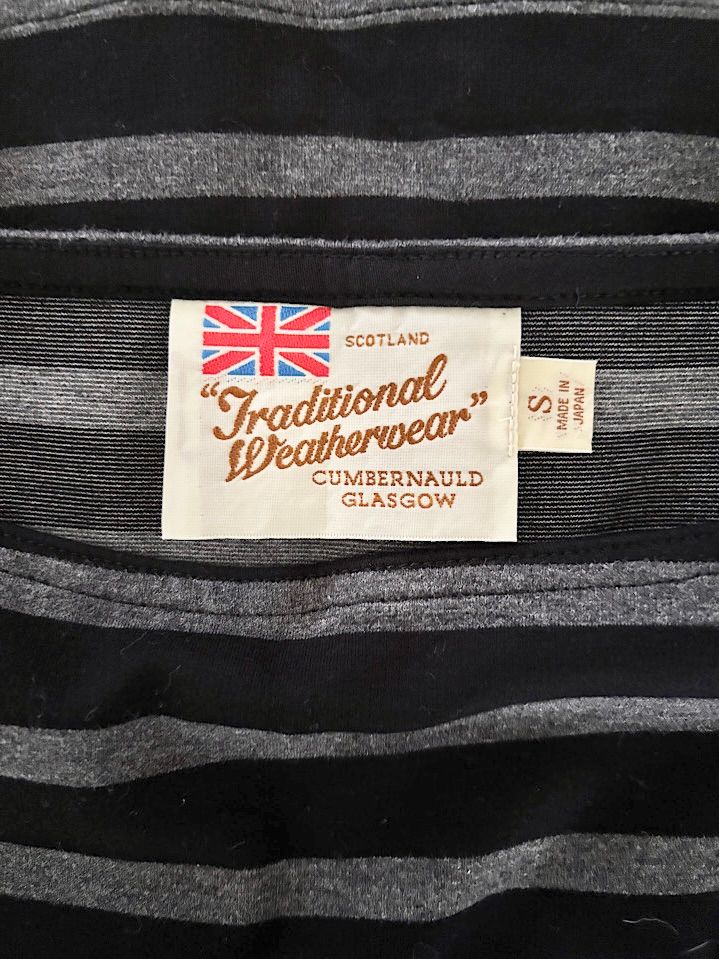 SCOTLAND
"Traditional
Weatherwear"
CUMBERNAULD
GLASGOW
S
MADE IN
JAPAN